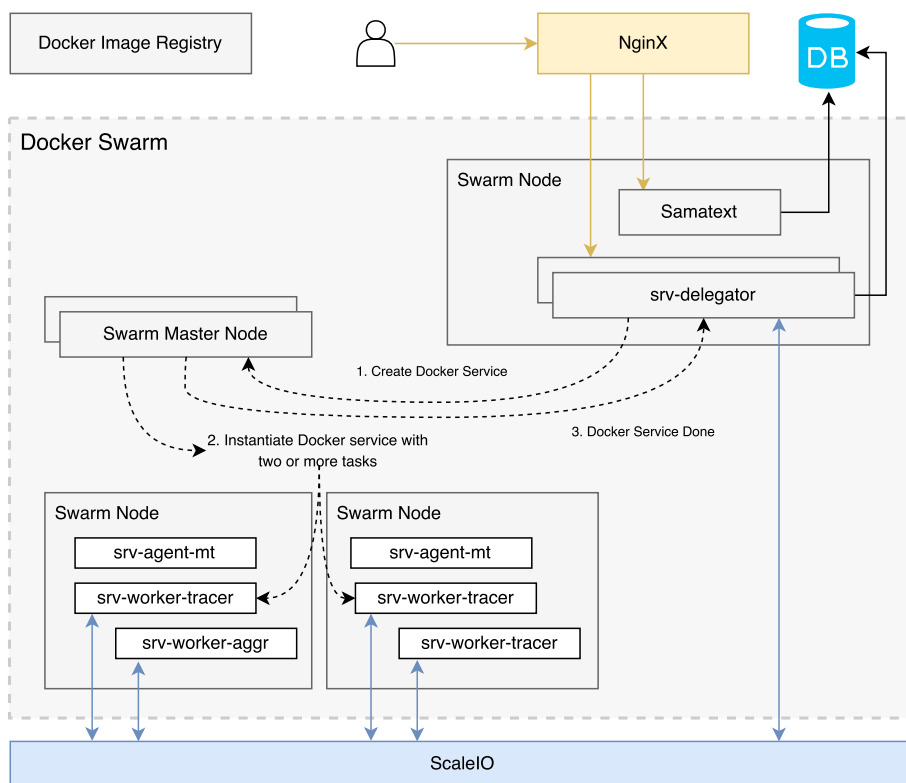 Docker Image Registry
NginX
DB
Docker Swarm
Swarm Node
Samatext
srv-delegator
Swarm Master Node
1. Create Docker Service
3. Docker Service Done
2. Instantiate Docker service with
two or more tasks
Swarm Node
srv-agent-mt
srv-worker-tracer
srv-worker-aggr
Swarm Node
srv-agent-mt
srv-worker-tracer
srv-worker-tracer
ScaleIO